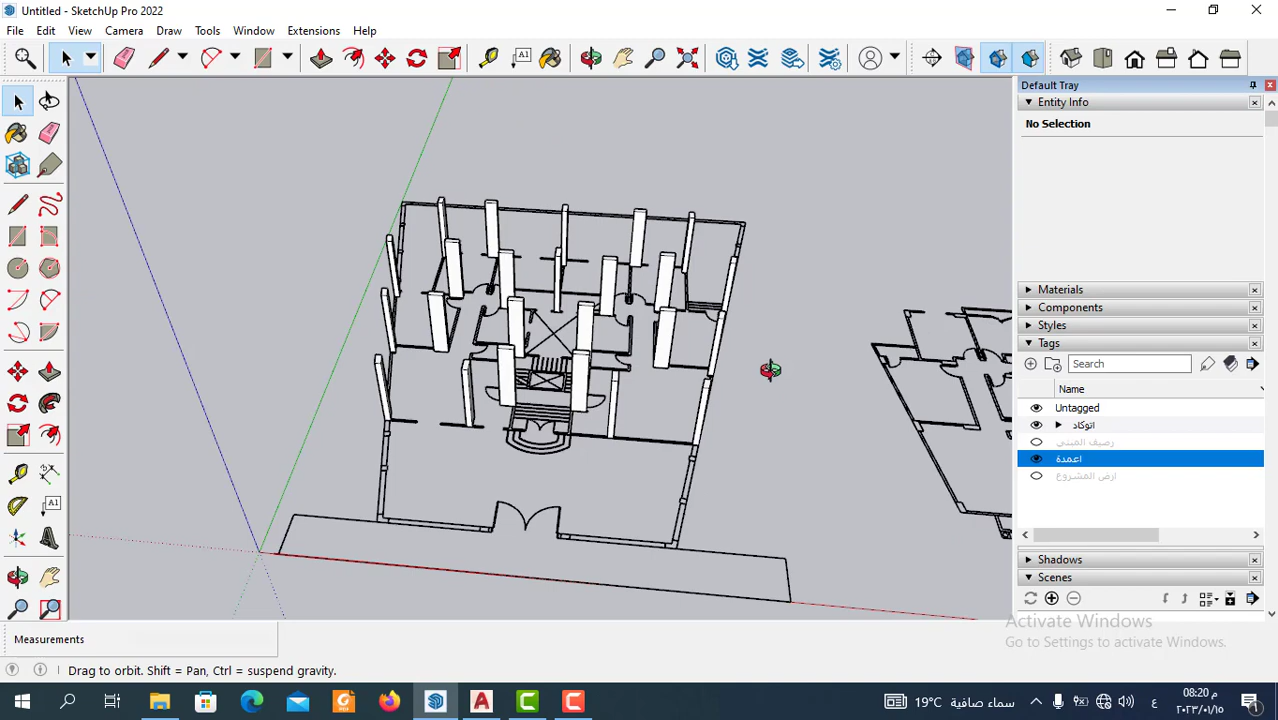 Untitled - SketchUp Pro 2022
File Edit View Camera Draw Tools Window Extensions Help
Default Tray
Entity Info
No Selection
Materials
Components
Styles
Tags
Search
Name
Untagged
اتوكاد
رصيف المبني
اعمدة
ارض المشروع
Shadows
Scenes
Activate Windows
Go to Settings to activate Windows.
Measurements
Drag to orbit. Shift = Pan, Ctrl = suspend gravity.
19°C سماء صافية
ع
08:20 م
٢٠٢٣/٠١/١٥